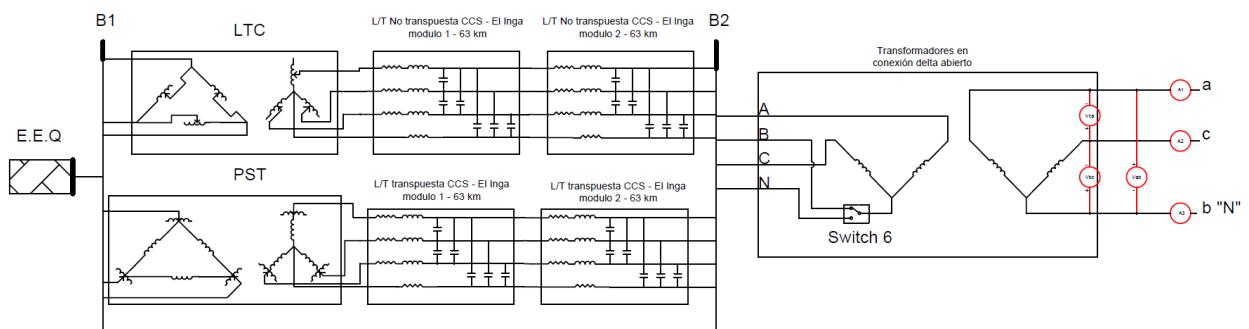 B1
LTC
L/T No transpuesta CCS - El Inga
modulo 1 - 63 km
L/T No transpuesta CCS - El Inga
modulo 2 - 63 km
B2
Transformadores en
conexión delta abierto
E.E.Q
A
B
C
N
Switch 6
-
Vca
+
-
Vbc
+
+
Vab
-
A1
a
A2
c
A3
b "N"
PST
L/T transpuesta CCS - El Inga
modulo 1 - 63 km
L/T transpuesta CCS - El Inga
modulo 2 - 63 km